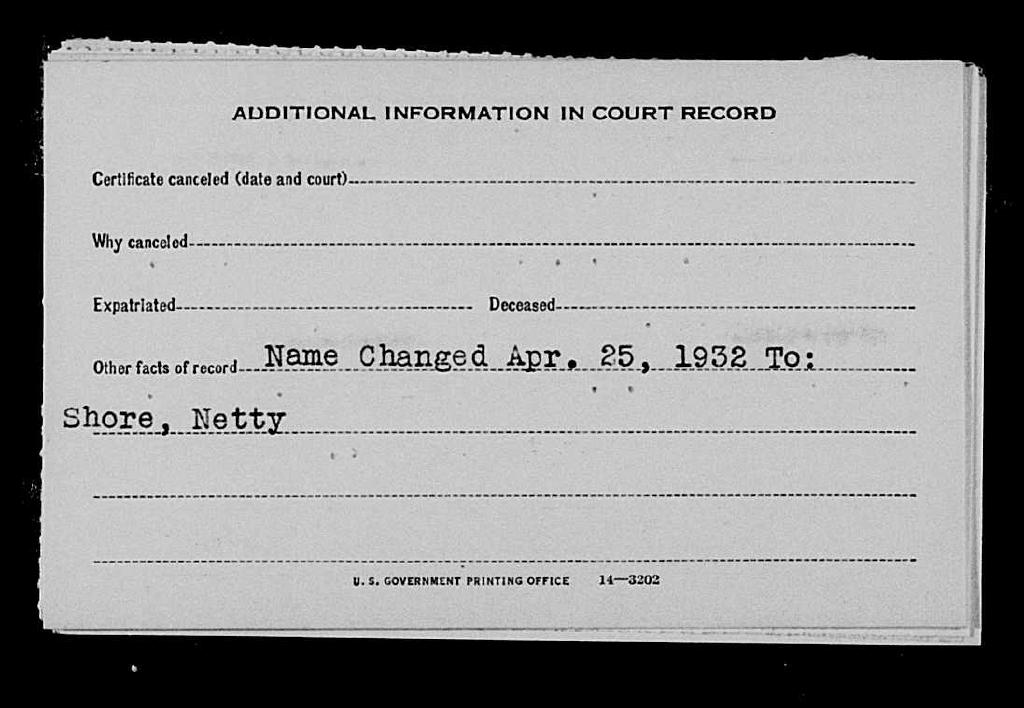 ADDITIONAL INFORMATION IN COURT RECORD
Certificate canceled (date and court)
Why canceled
Expatriated Deceased
Other facts of record Name Changed Apr. 25, 1932 To:
Shore, Netty
U. S. GOVERNMENT PRINTING OFFICE 14—3202